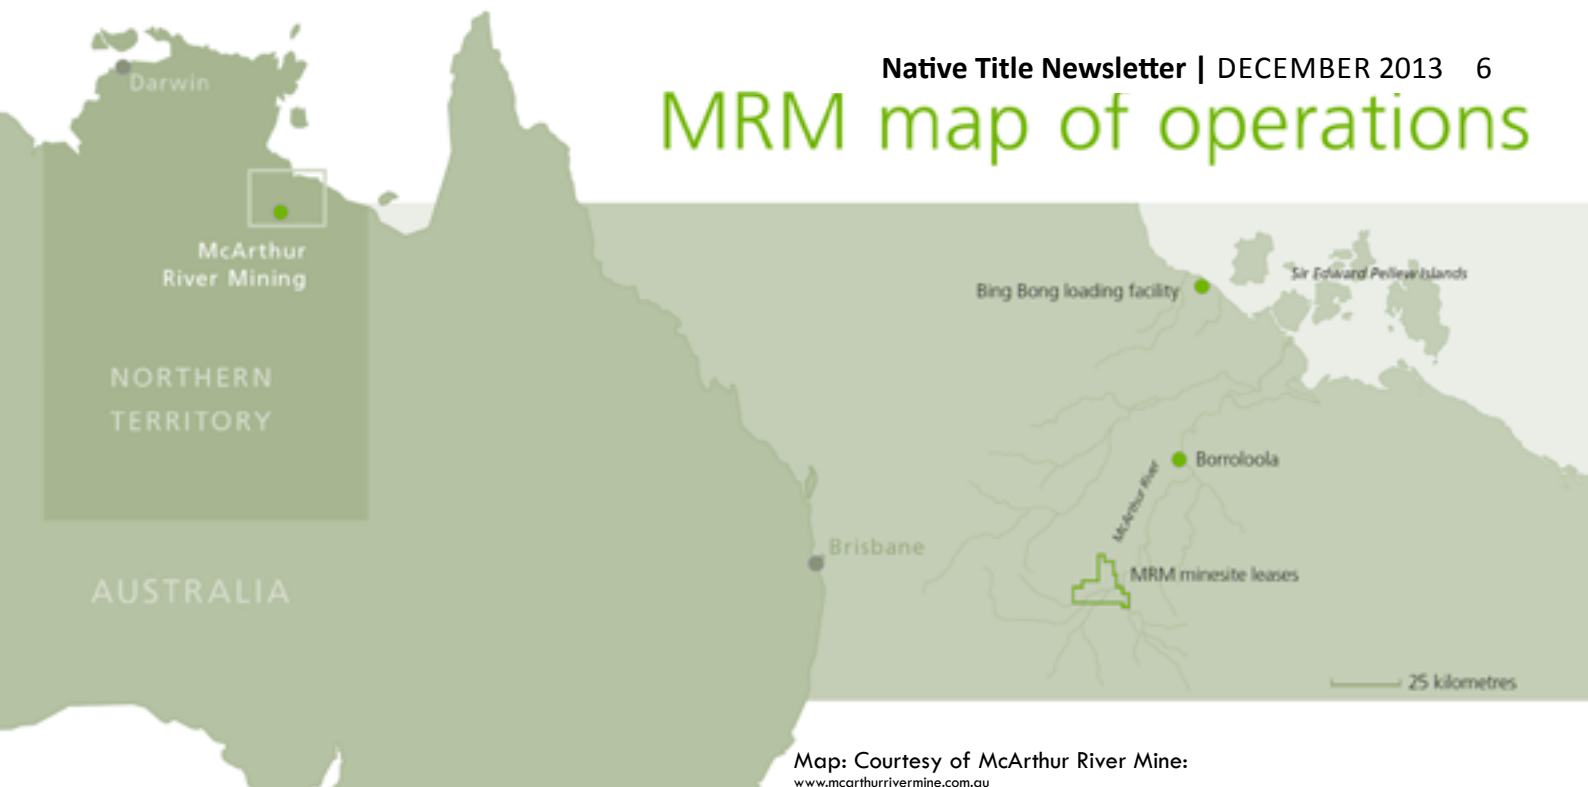 Native Title Newsletter | DECEMBER 2013 6
MRM map of operations
Darwin
McArthur
River Mining
NORTHERN
TERRITORY
AUSTRALIA
Brisbane
Sir Edward Pellew Islands
Bing Bong loading facility
Borroloola
McArthur River
MRM minesite leases
25 kilometres
Map: Courtesy of McArthur River Mine:
www.mcarthurrivermine.com.au